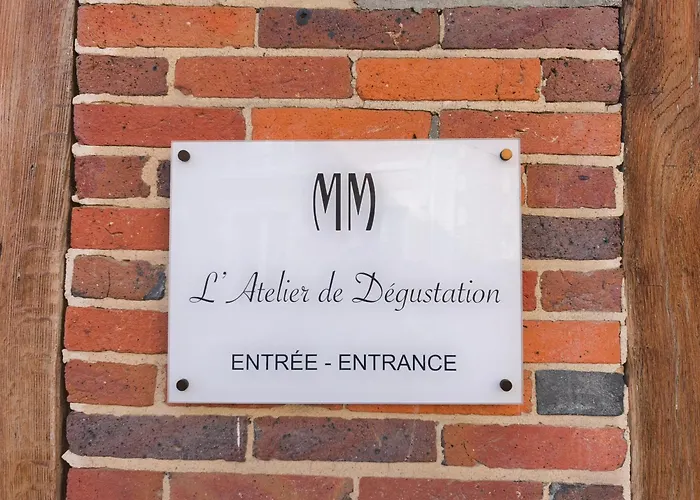 MM
L'Atelier de Dégustation
ENTRÉE - ENTRANCE